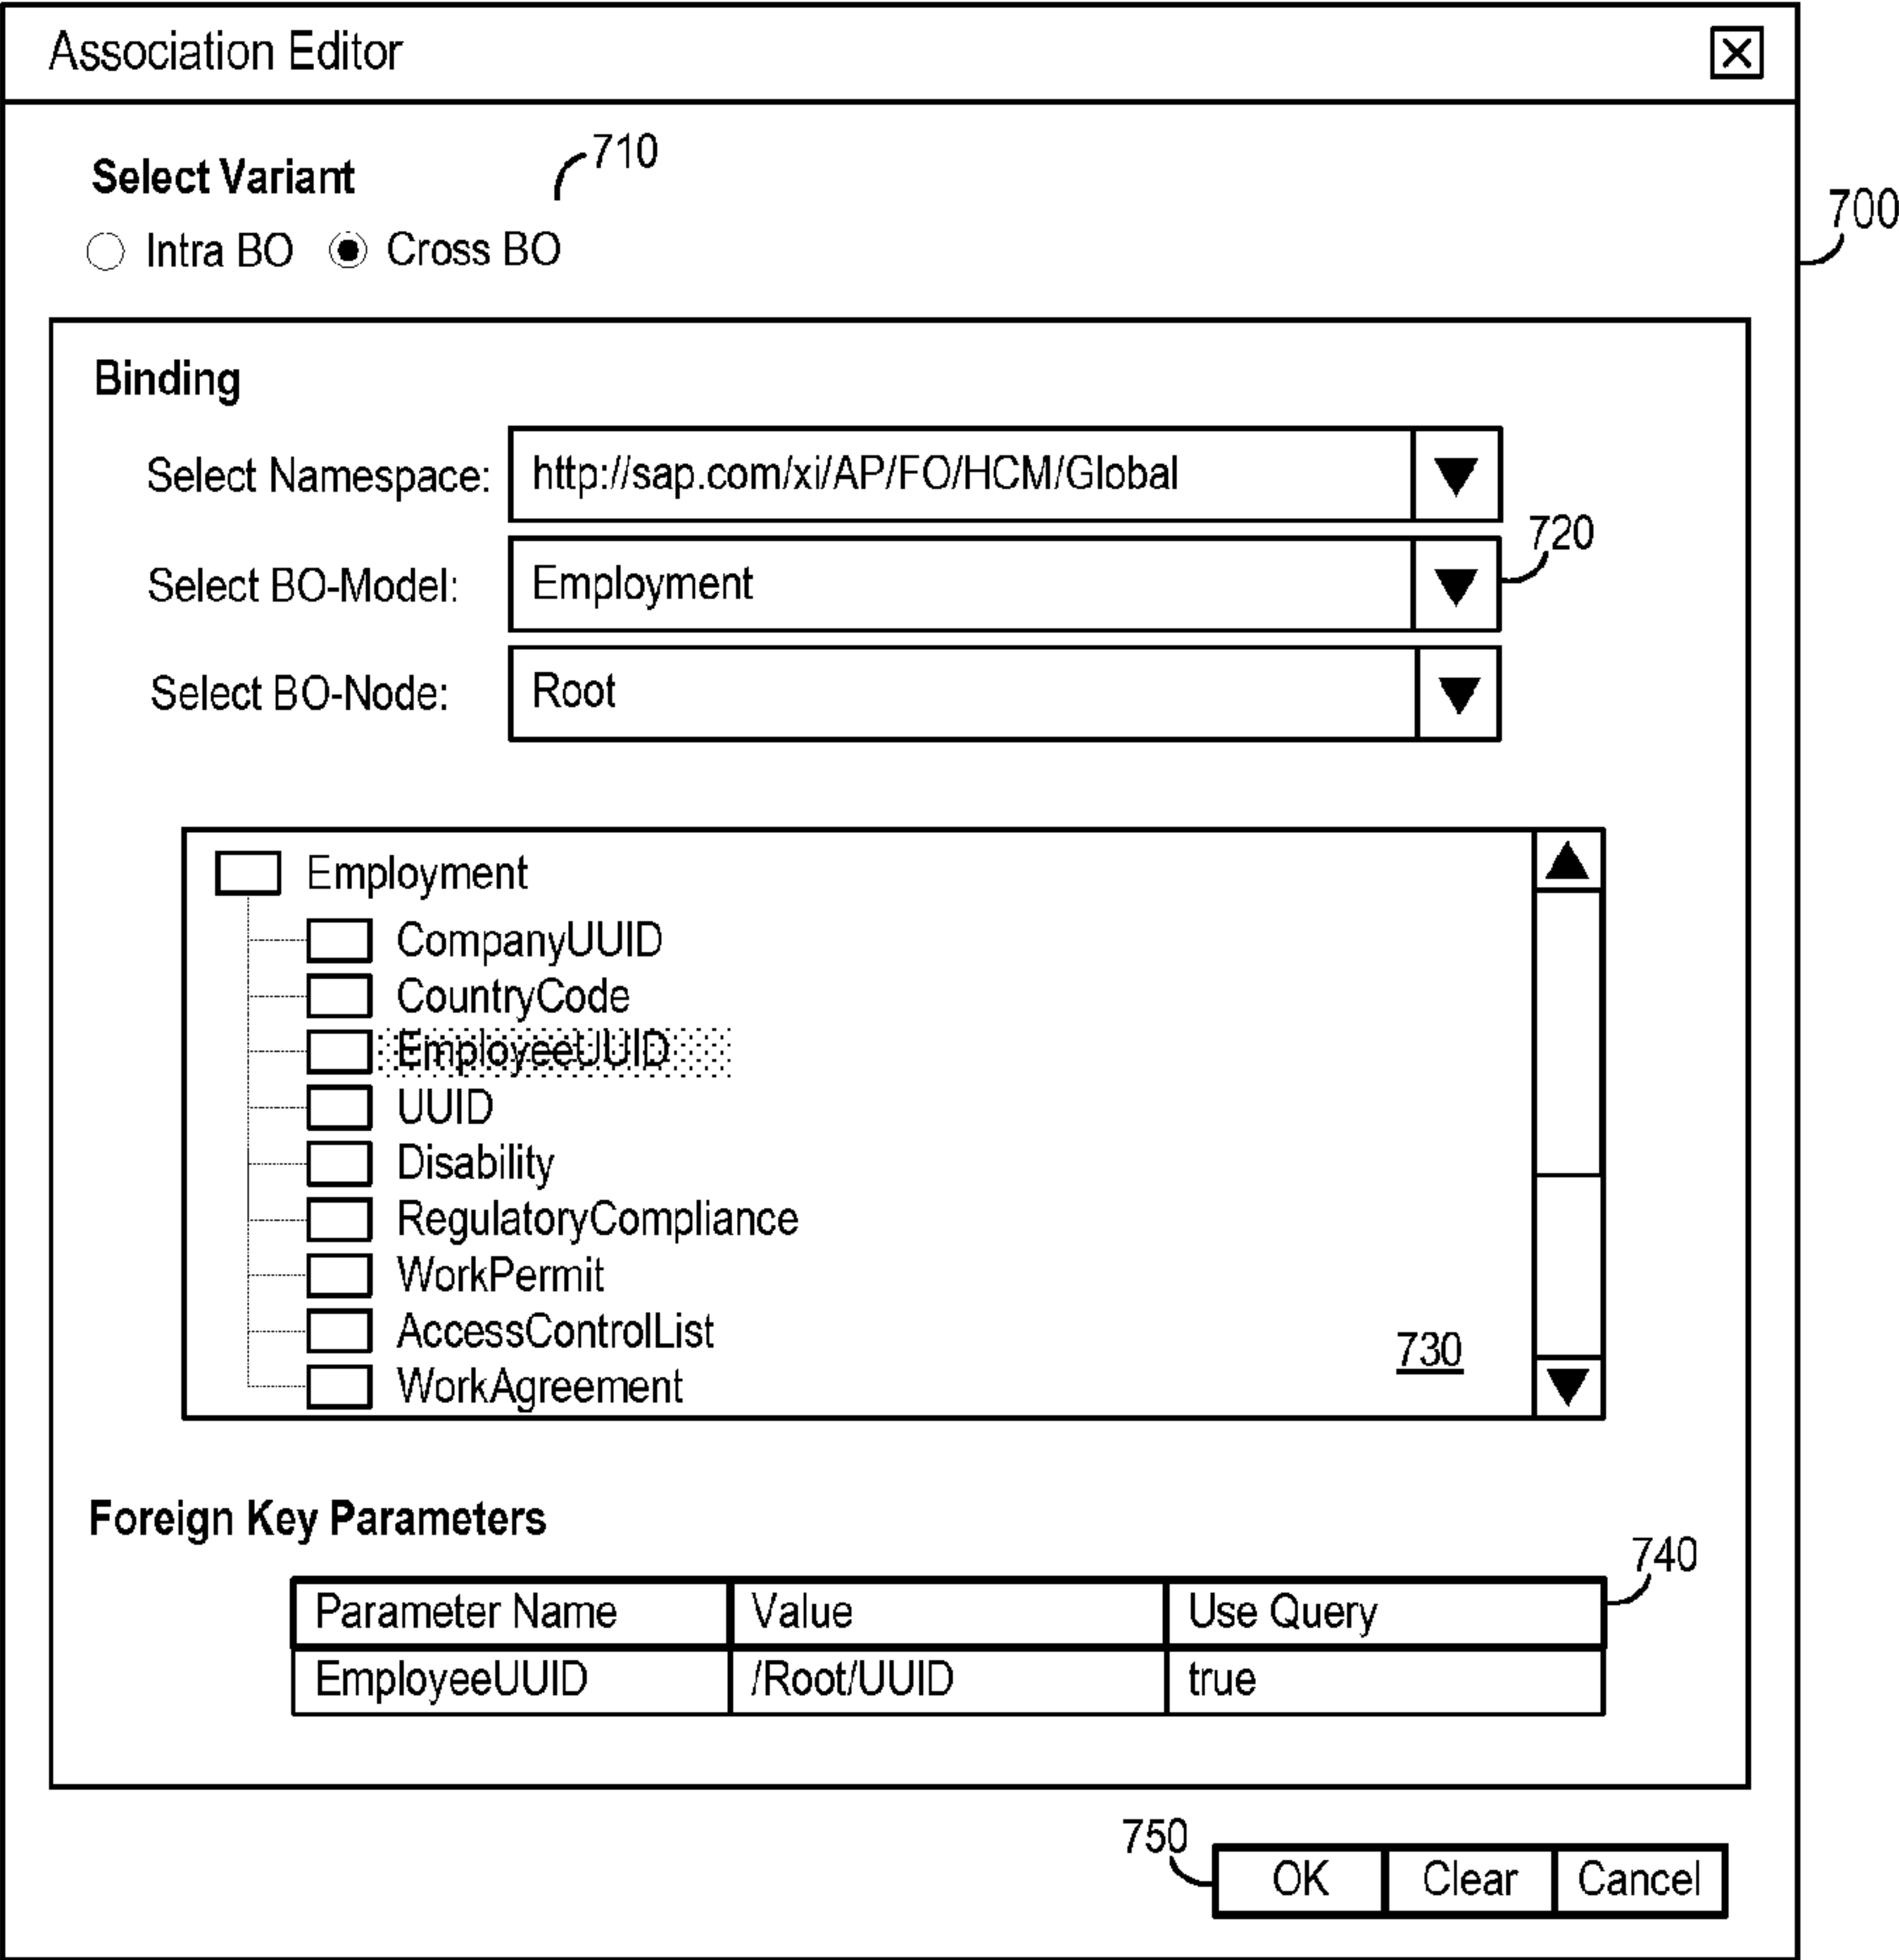 Association Editor
710
Select Variant
700
Intra BO Cross BO
Binding
Select Namespace: http://sap.com/xi/AP/FO/HCM/Global
720
Select BO-Model: Employment
Select BO-Node: Root
Employment
CompanyUUID
CountryCode
EmployeeUUID
UUID
Disability
RegulatoryCompliance
WorkPermit
AccessControlList
730
WorkAgreement
Foreign Key Parameters
740
Parameter Name Value Use Query
EmployeeUUID /Root/UUID true
750
OK Clear Cancel